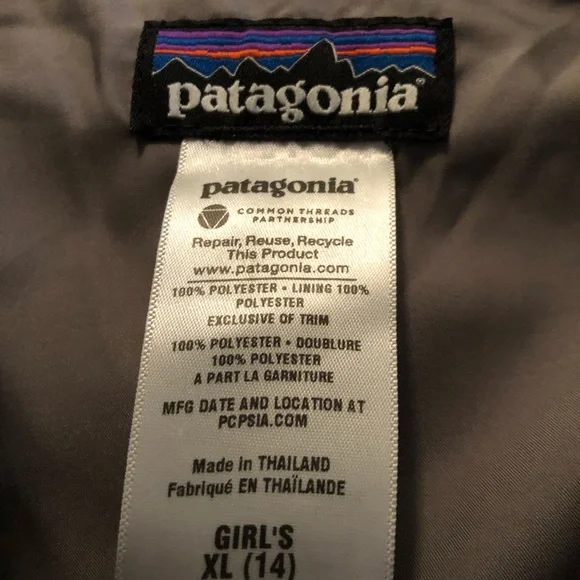 patagonia®
patagonia®
COMMON THREADS
PARTNERSHIP
Repair, Reuse, Recycle
This Product
www.patagonia.com
100% POLYESTER • LINING 100%
POLYESTER
EXCLUSIVE OF TRIM
100% POLYESTER • DOUBLURE
100% POLYESTER
A PART LA GARNITURE
MFG DATE AND LOCATION AT
PCPSIA.COM
Made in THAILAND
Fabriqué EN THAÏLANDE
GIRL'S
XL (14)